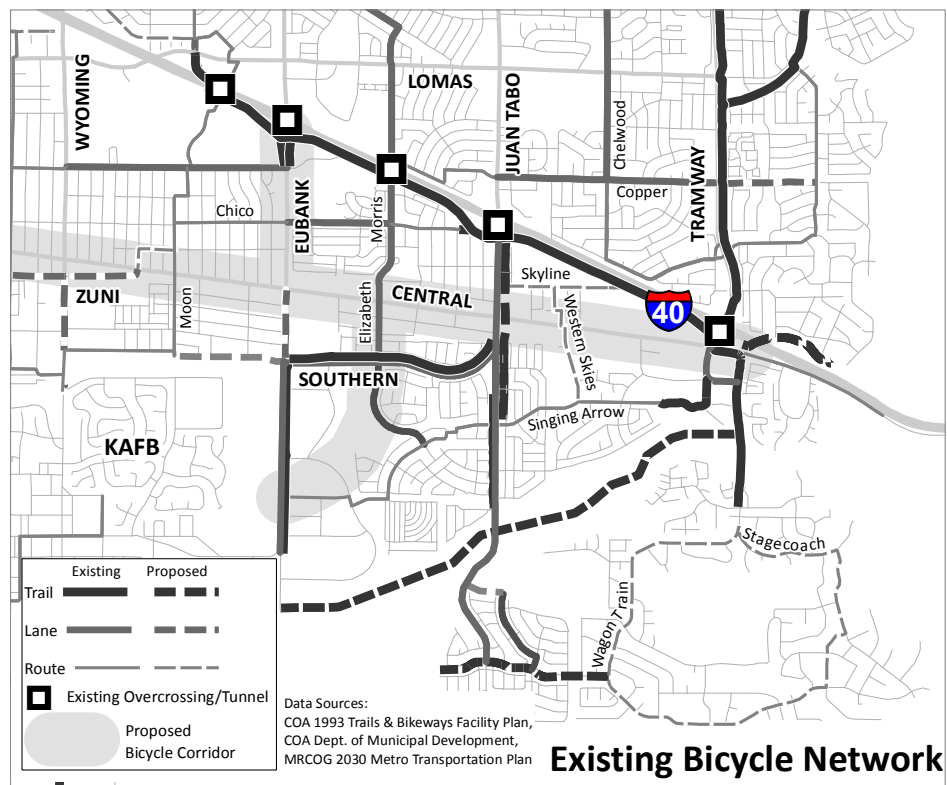 LOMAS
WYOMING
JUAN TABO
Chelwood
TRAMWAY
Copper
Chico
EUBANK
Morris
Skyline
ZUNI
Moon
Elizabeth
CENTRAL
Western Skies
40
SOUTHERN
Singing Arrow
KAFB
Stagecoach
Wagon Train
Existing Proposed
Trail
Lane
Route
Existing Overcrossing/Tunnel
Proposed
Bicycle Corridor
Data Sources:
COA 1993 Trails & Bikeways Facility Plan,
COA Dept. of Municipal Development,
MRCOG 2030 Metro Transportation Plan
Existing Bicycle Network